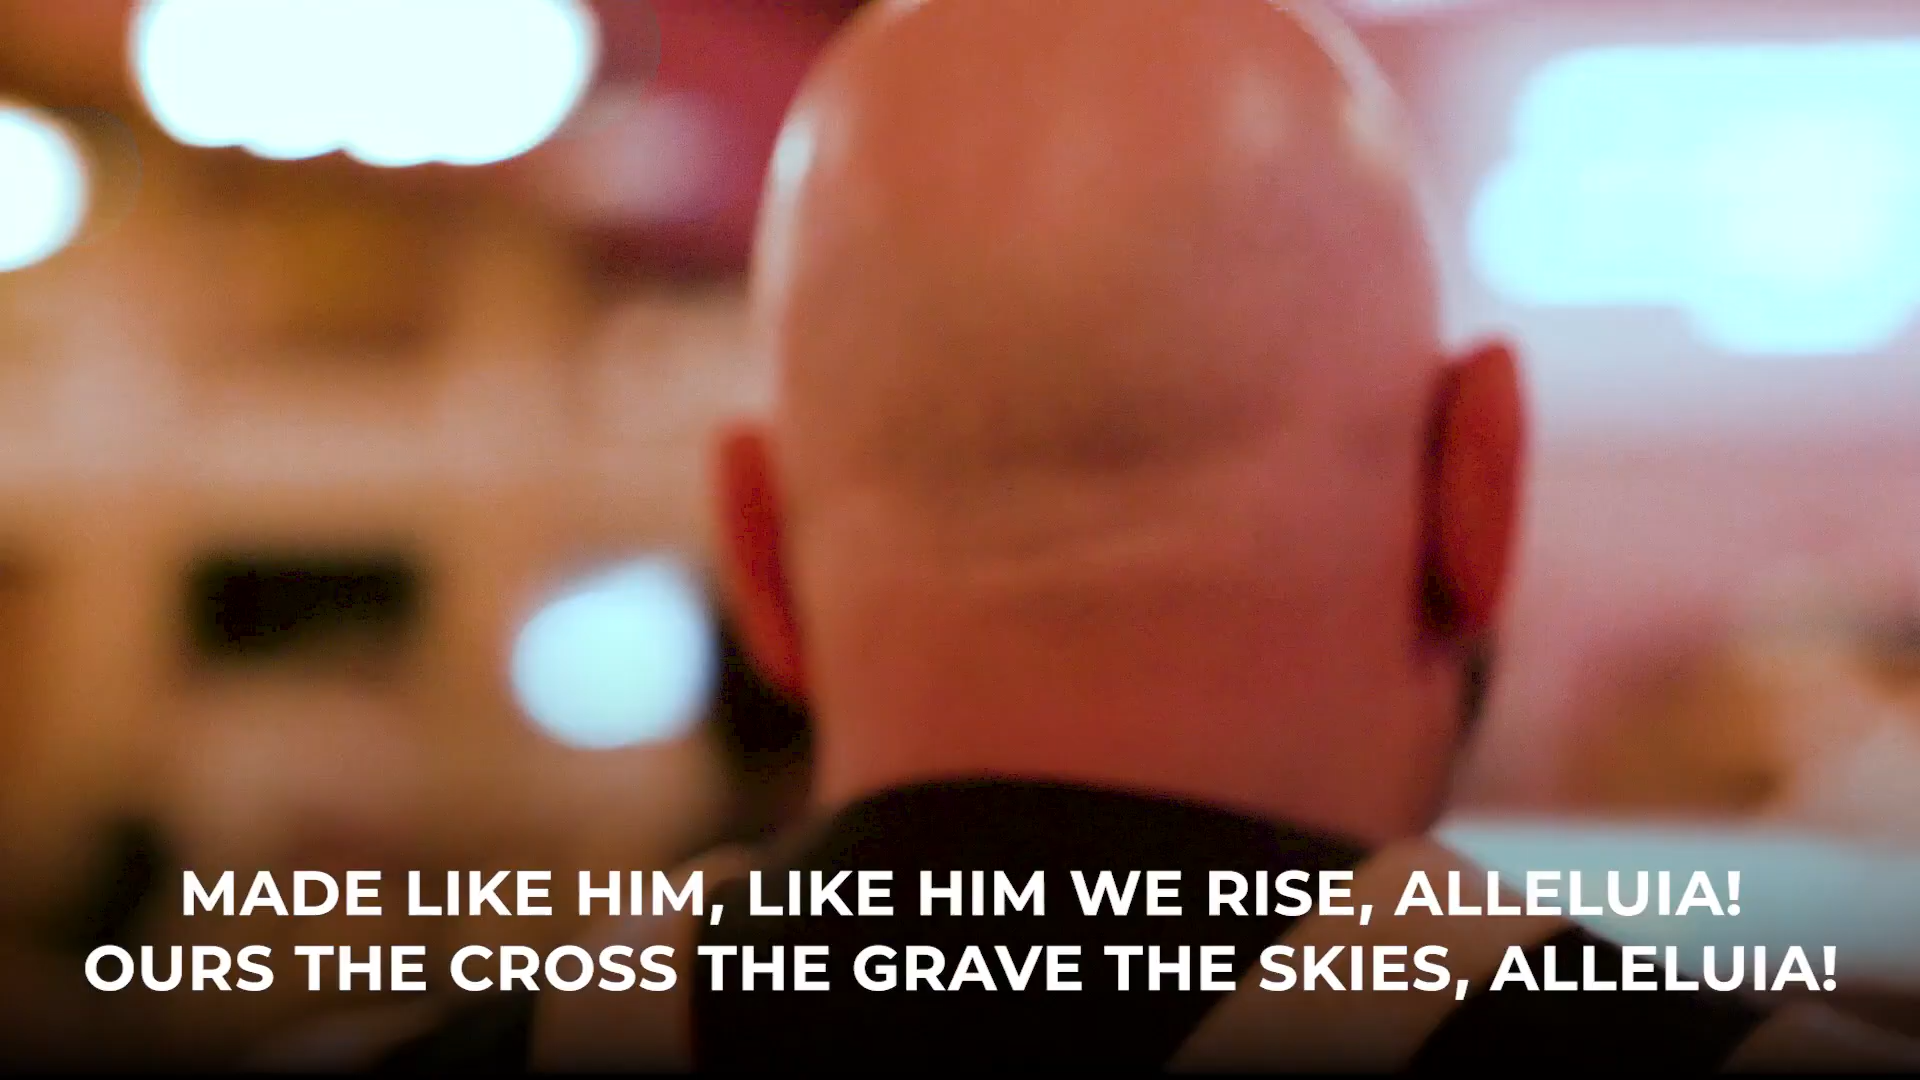 MADE LIKE HIM, LIKE HIM WE RISE, ALLELUIA!
OURS THE CROSS THE GRAVE THE SKIES, ALLELUIA!